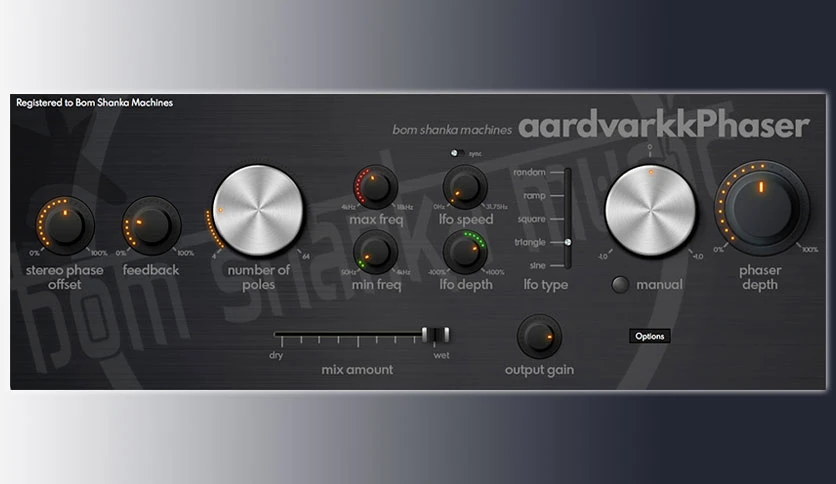 Registered to Bom Shanka Machines
bom shanka machines aardvarkkPhaser
sync
0
random
ramp
square
triangle
sine
4kHz 18kHz
max freq
0Hz 31.75Hz
lfo speed
50Hz 4kHz
min freq
-100% +100%
lfo depth
lfo type
0% 100%
stereo phase
offset
0% 100%
feedback
4 64
number of
poles
-1.0 +1.0
manual
0% 100%
phaser
depth
dry wet
mix amount
output gain
Options
bom shanka music